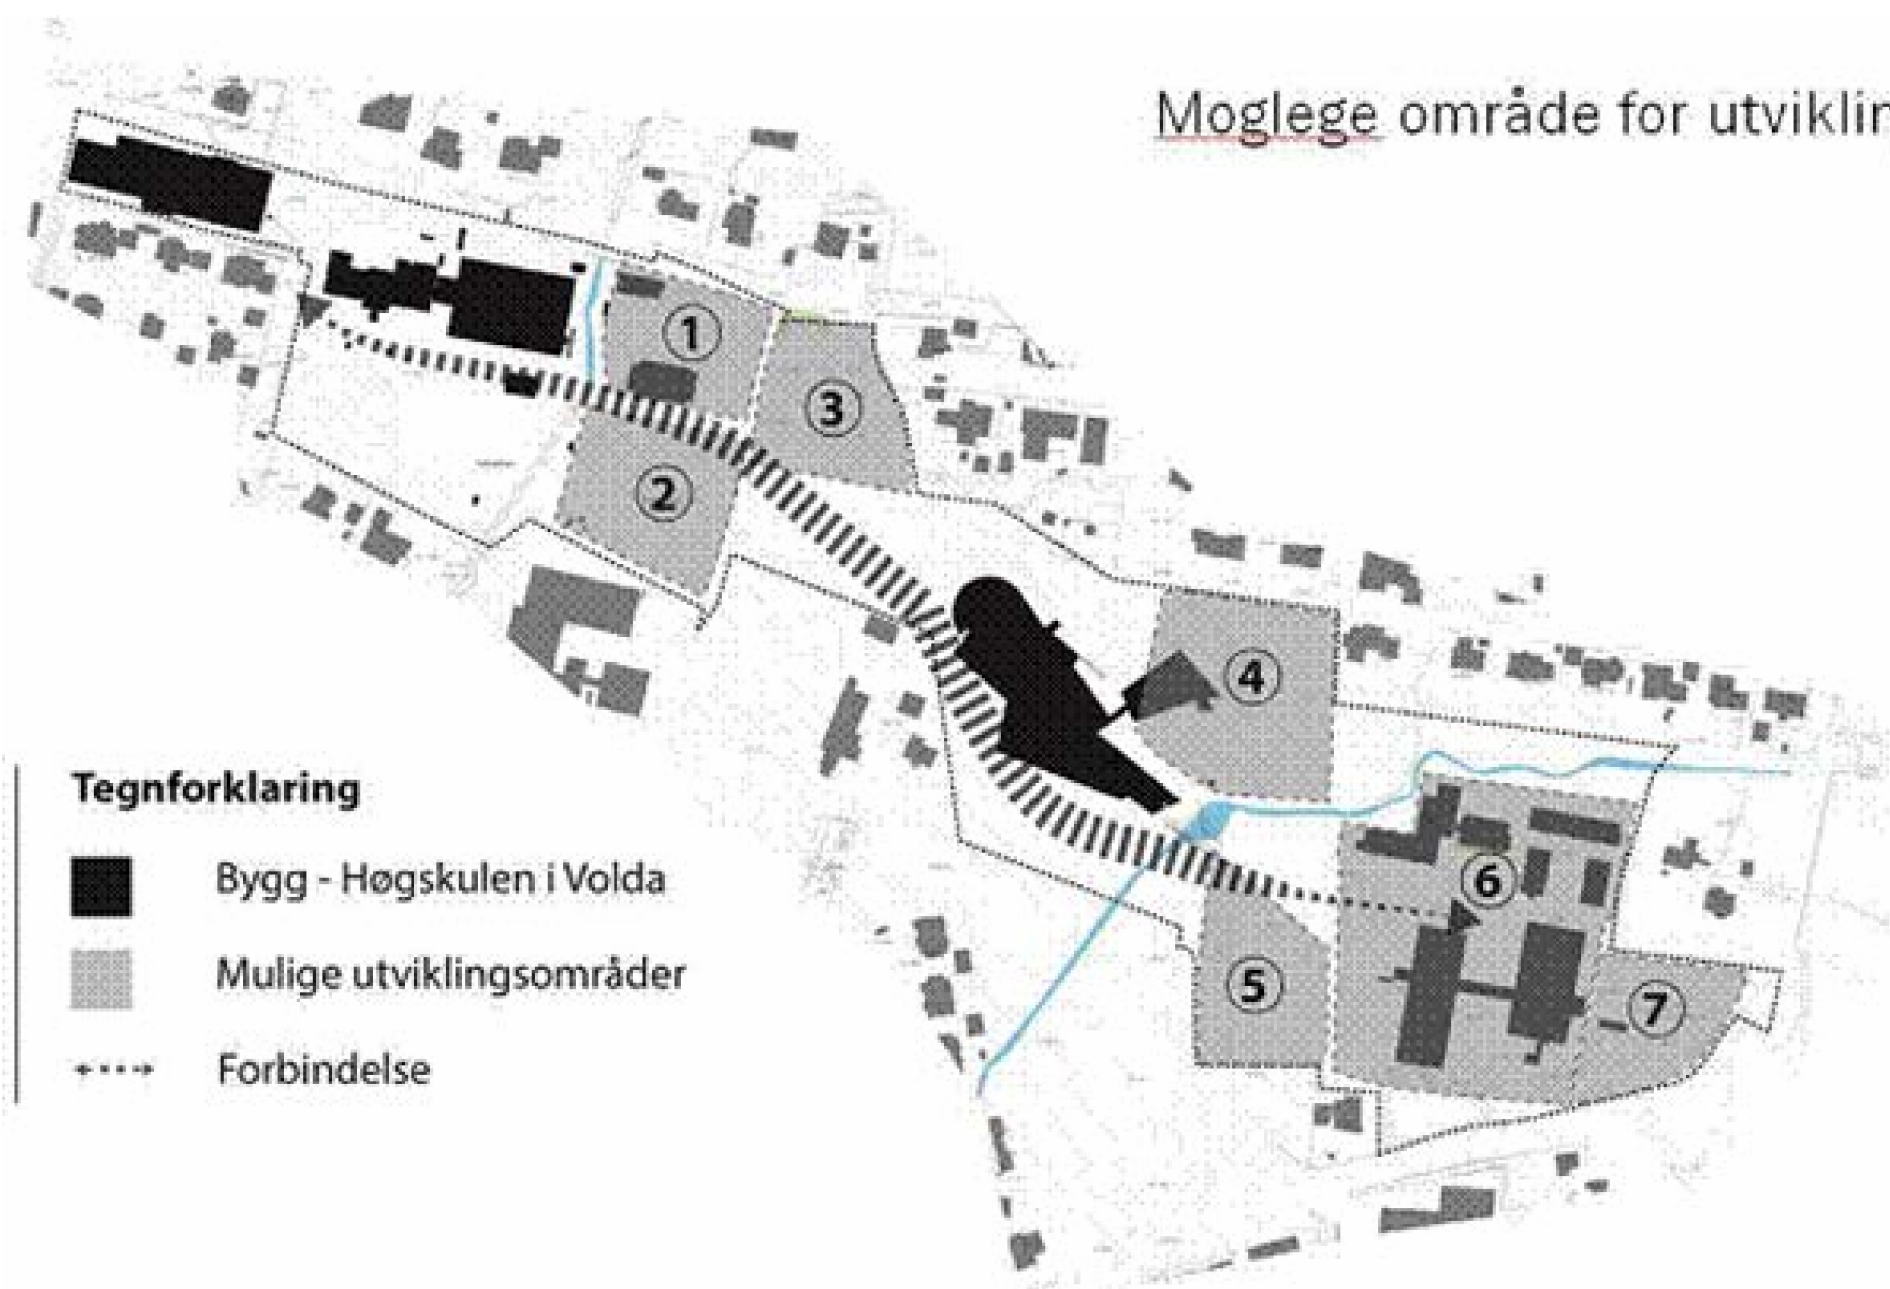 Moglege område for utviklin
1
3
2
4
6
5
7
Tegnforklaring
Bygg - Høgskulen i Volda
Mulige utviklingsområder
Forbindelse